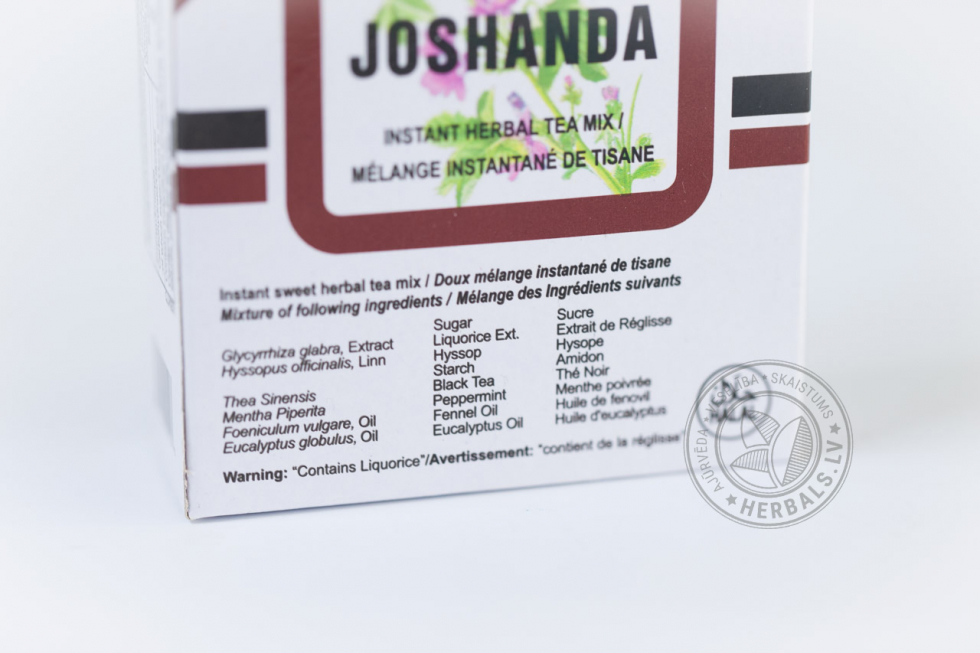 JOSHANDA
INSTANT HERBAL TEA MIX /
MÉLANGE INSTANTANÉ DE TISANE
Instant sweet herbal tea mix / Doux mélange instantané de tisane
Mixture of following ingredients / Mélange des Ingrédients suivants
Sugar Sucre
Glycyrrhiza glabra, Extract Liquorice Ext. Extrait de Réglisse
Hyssopus officinalis, Linn Hyssop Hysope
Starch Amidon
Thea Sinensis Black Tea Thé Noir
Mentha Piperita Peppermint Menthe poivrée
Foeniculum vulgare, Oil Fennel Oil Huile de fenovil
Eucalyptus globulus, Oil Eucalyptus Oil Huile d'eucalyptus
Warning: "Contains Liquorice"/Avertissement: "contient de la réglisse"
AJŪRVĒDA SKAISTUMS
HERBALS.LV